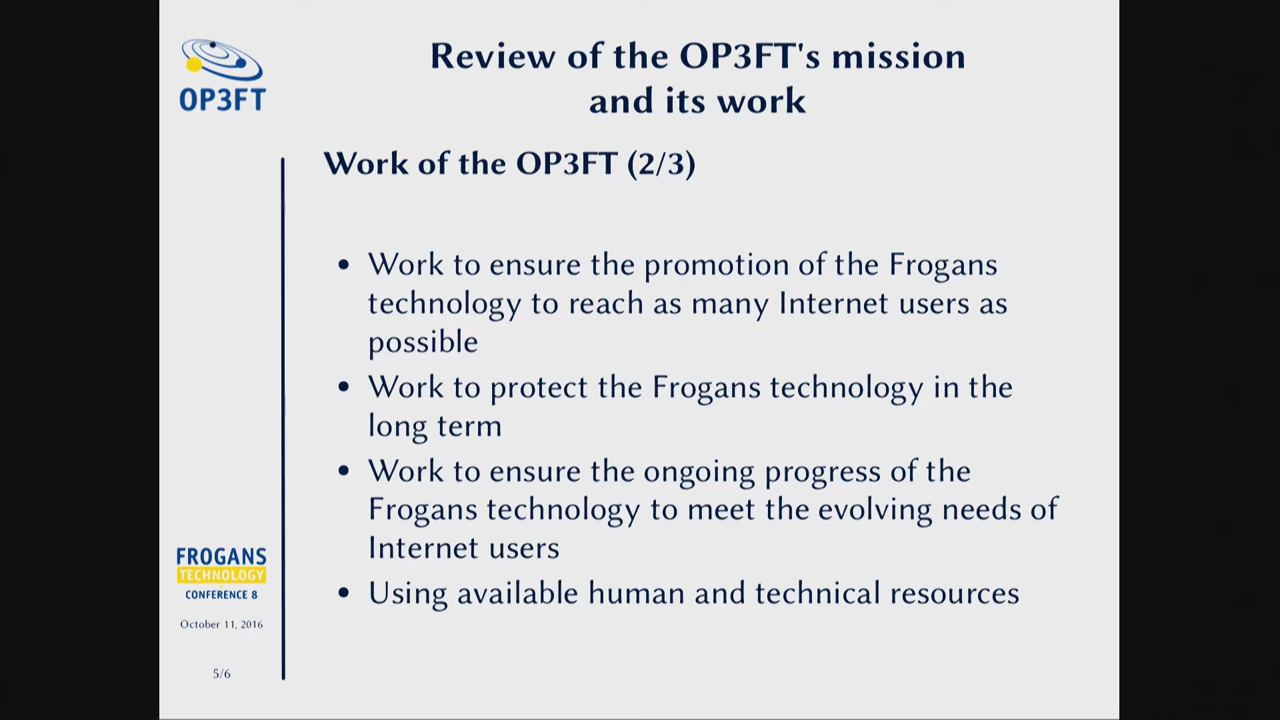 OP3FT
Review of the OP3FT's mission
and its work
Work of the OP3FT (2/3)
• Work to ensure the promotion of the Frogans
technology to reach as many Internet users as
possible
• Work to protect the Frogans technology in the
long term
• Work to ensure the ongoing progress of the
Frogans technology to meet the evolving needs of
Internet users
• Using available human and technical resources
FROGANS
TECHNOLOGY
CONFERENCE 8
October 11, 2016
5/6